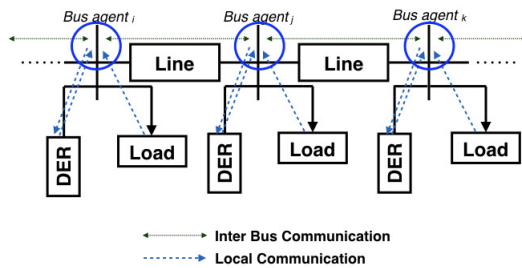 Bus agent i
Bus agent j
Bus agent k
Line
Line
DER
Load
DER
Load
DER
Load
Inter Bus Communication
Local Communication